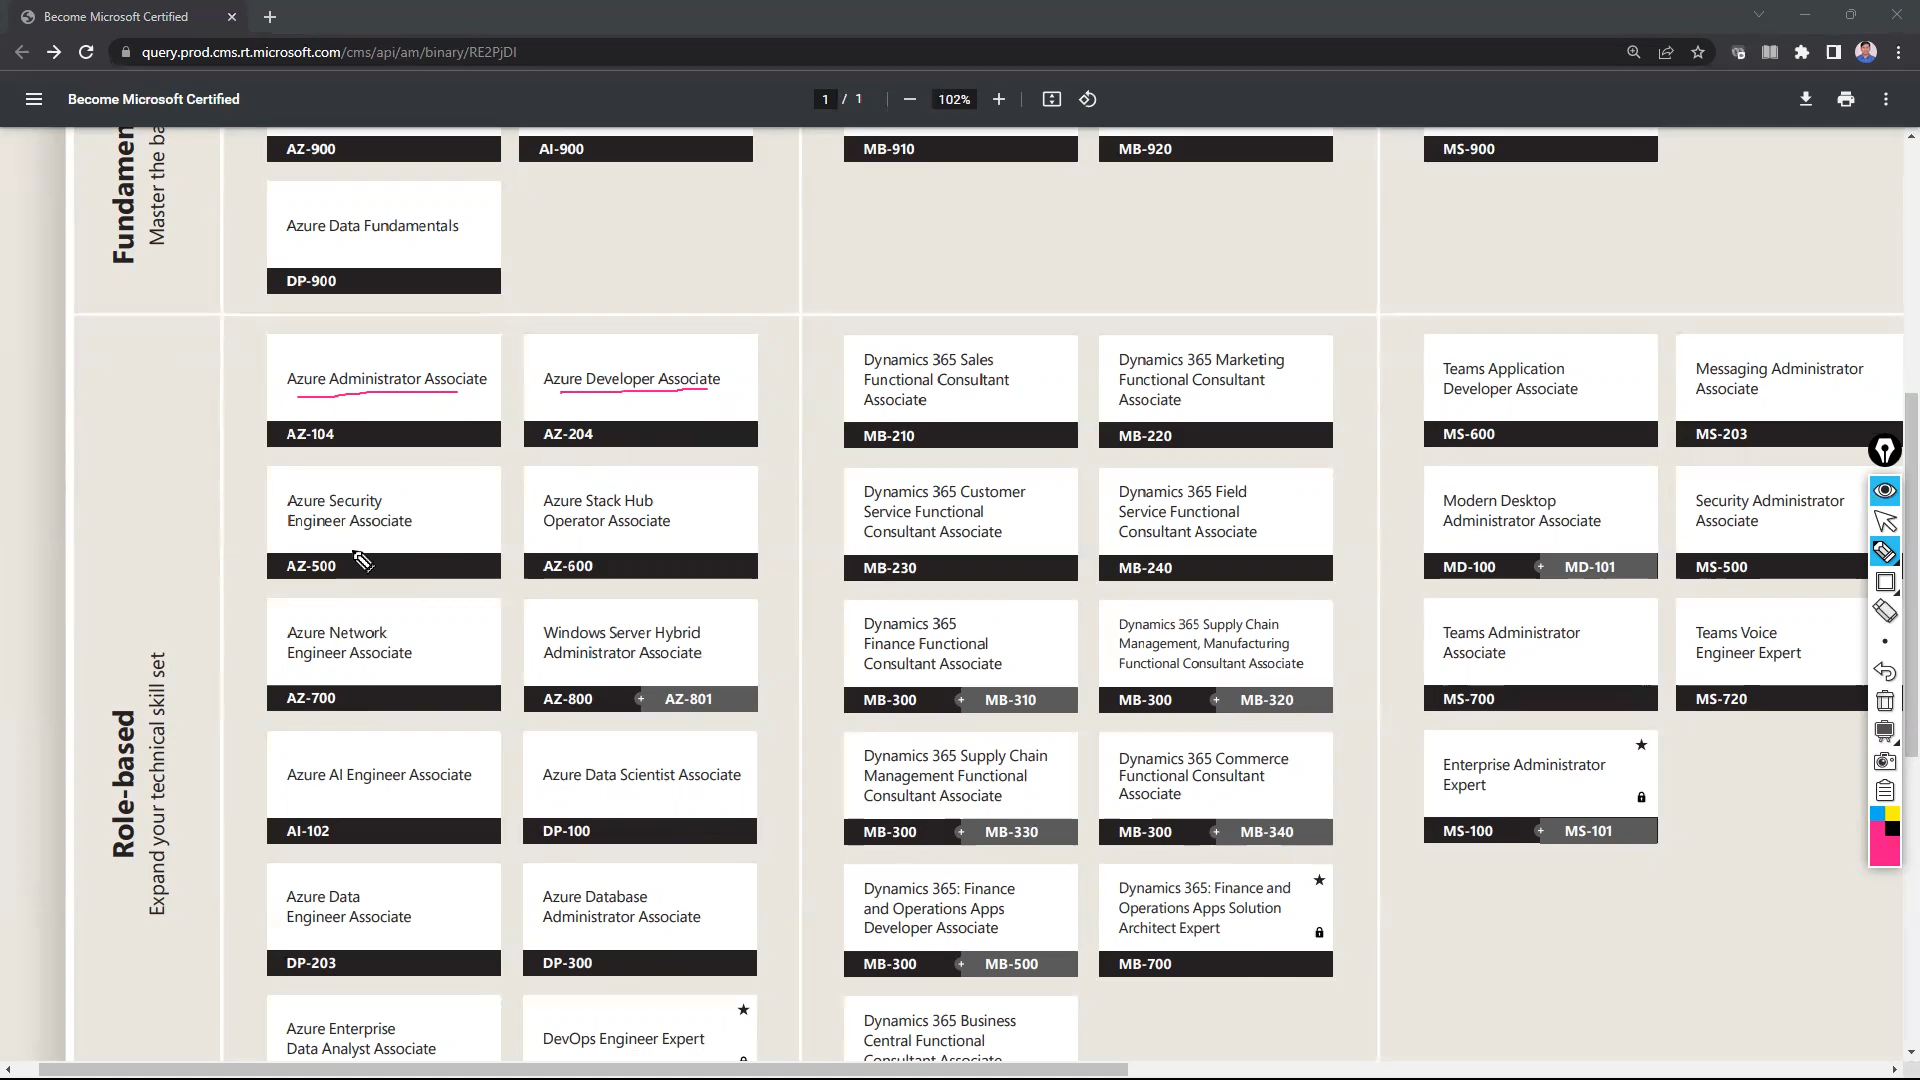 Become Microsoft Certified
query.prod.cms.rt.microsoft.com/cms/api/am/binary/RE2PjDI
Become Microsoft Certified
1 / 1
102%
Fundamen
Master the ba
AZ-900
AI-900
MB-910
MB-920
MS-900
Azure Data Fundamentals
DP-900
Role-based
Expand your technical skill set
Azure Administrator Associate
AZ-104
Azure Developer Associate
AZ-204
Azure Security
Engineer Associate
AZ-500
Azure Stack Hub
Operator Associate
AZ-600
Azure Network
Engineer Associate
AZ-700
Windows Server Hybrid
Administrator Associate
AZ-800 + AZ-801
Azure AI Engineer Associate
AI-102
Azure Data Scientist Associate
DP-100
Azure Data
Engineer Associate
DP-203
Azure Database
Administrator Associate
DP-300
Azure Enterprise
Data Analyst Associate
DevOps Engineer Expert
Dynamics 365 Sales
Functional Consultant
Associate
MB-210
Dynamics 365 Marketing
Functional Consultant
Associate
MB-220
Dynamics 365 Customer
Service Functional
Consultant Associate
MB-230
Dynamics 365 Field
Service Functional
Consultant Associate
MB-240
Dynamics 365
Finance Functional
Consultant Associate
MB-300 + MB-310
Dynamics 365 Supply Chain
Management, Manufacturing
Functional Consultant Associate
MB-300 + MB-320
Dynamics 365 Supply Chain
Management Functional
Consultant Associate
MB-300 + MB-330
Dynamics 365 Commerce
Functional Consultant
Associate
MB-300 + MB-340
Dynamics 365: Finance
and Operations Apps
Developer Associate
MB-300 + MB-500
Dynamics 365: Finance and
Operations Apps Solution
Architect Expert
MB-700
Dynamics 365 Business
Central Functional
Consultant Associate
Teams Application
Developer Associate
MS-600
Messaging Administrator
Associate
MS-203
Modern Desktop
Administrator Associate
MD-100 + MD-101
Security Administrator
Associate
MS-500
Teams Administrator
Associate
MS-700
Teams Voice
Engineer Expert
MS-720
Enterprise Administrator
Expert
MS-100 + MS-101